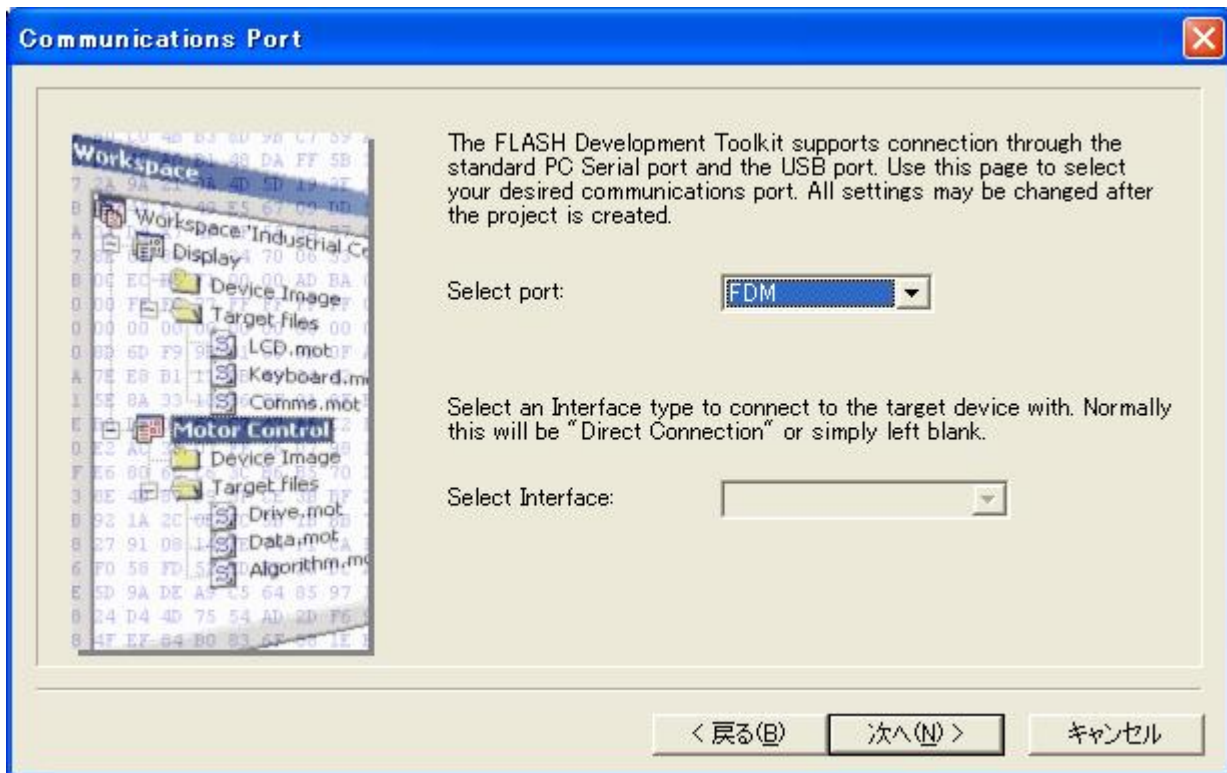 Communications Port
Workspace
Workspace 'Industrial Co
Display
Device Image
Target files
LCD.mot
Keyboard.mo
Comms.mot
Motor Control
Device Image
Target files
Drive.mot
Data.mot
Algorithm.mo
The FLASH Development Toolkit supports connection through the
standard PC Serial port and the USB port. Use this page to select
your desired communications port. All settings may be changed after
the project is created.
Select port:
FDM
Select an Interface type to connect to the target device with. Normally
this will be "Direct Connection" or simply left blank.
Select Interface:
< 戻る(B)
次へ(N) >
キャンセル